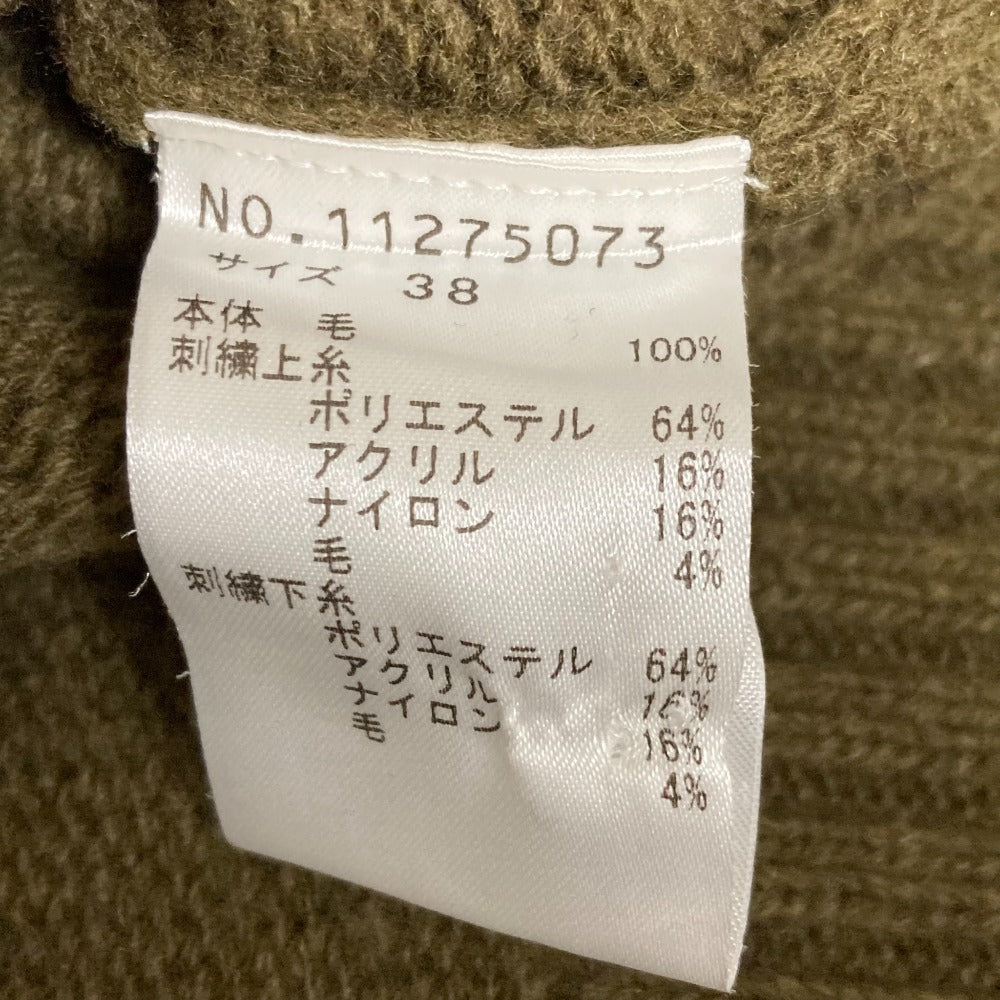 NO.11275073
サイズ 38
本体 毛 100%
刺繍上糸
ポリエステル 64%
アクリル 16%
ナイロン 16%
毛 4%
刺繍下糸
ポリエステル 64%
アクリル 16%
ナイロン 16%
毛 4%